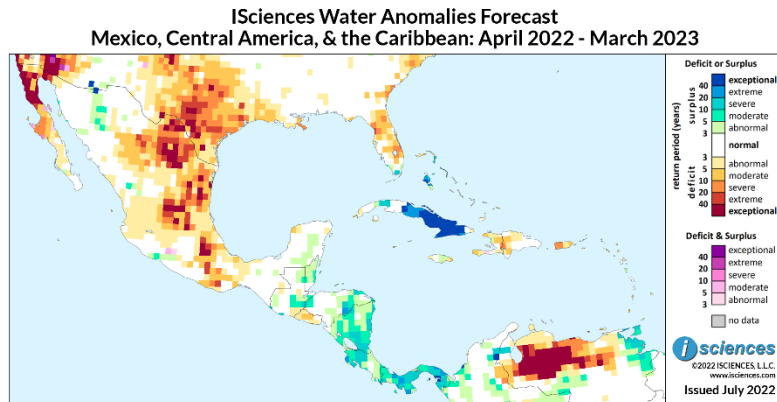 ISciences Water Anomalies Forecast
Mexico, Central America, & the Caribbean: April 2022 - March 2023
Deficit or Surplus
return period (years)
surplus
deficit
exceptional
40
extreme
20
severe
10
moderate
5
abnormal
3
normal
3
abnormal
5
moderate
10
severe
20
extreme
40
exceptional
Deficit & Surplus
exceptional
40
extreme
20
severe
10
moderate
5
abnormal
3
no data
i sciences
©2022 ISCIENCES, L.L.C.
www.isciences.com
Issued July 2022